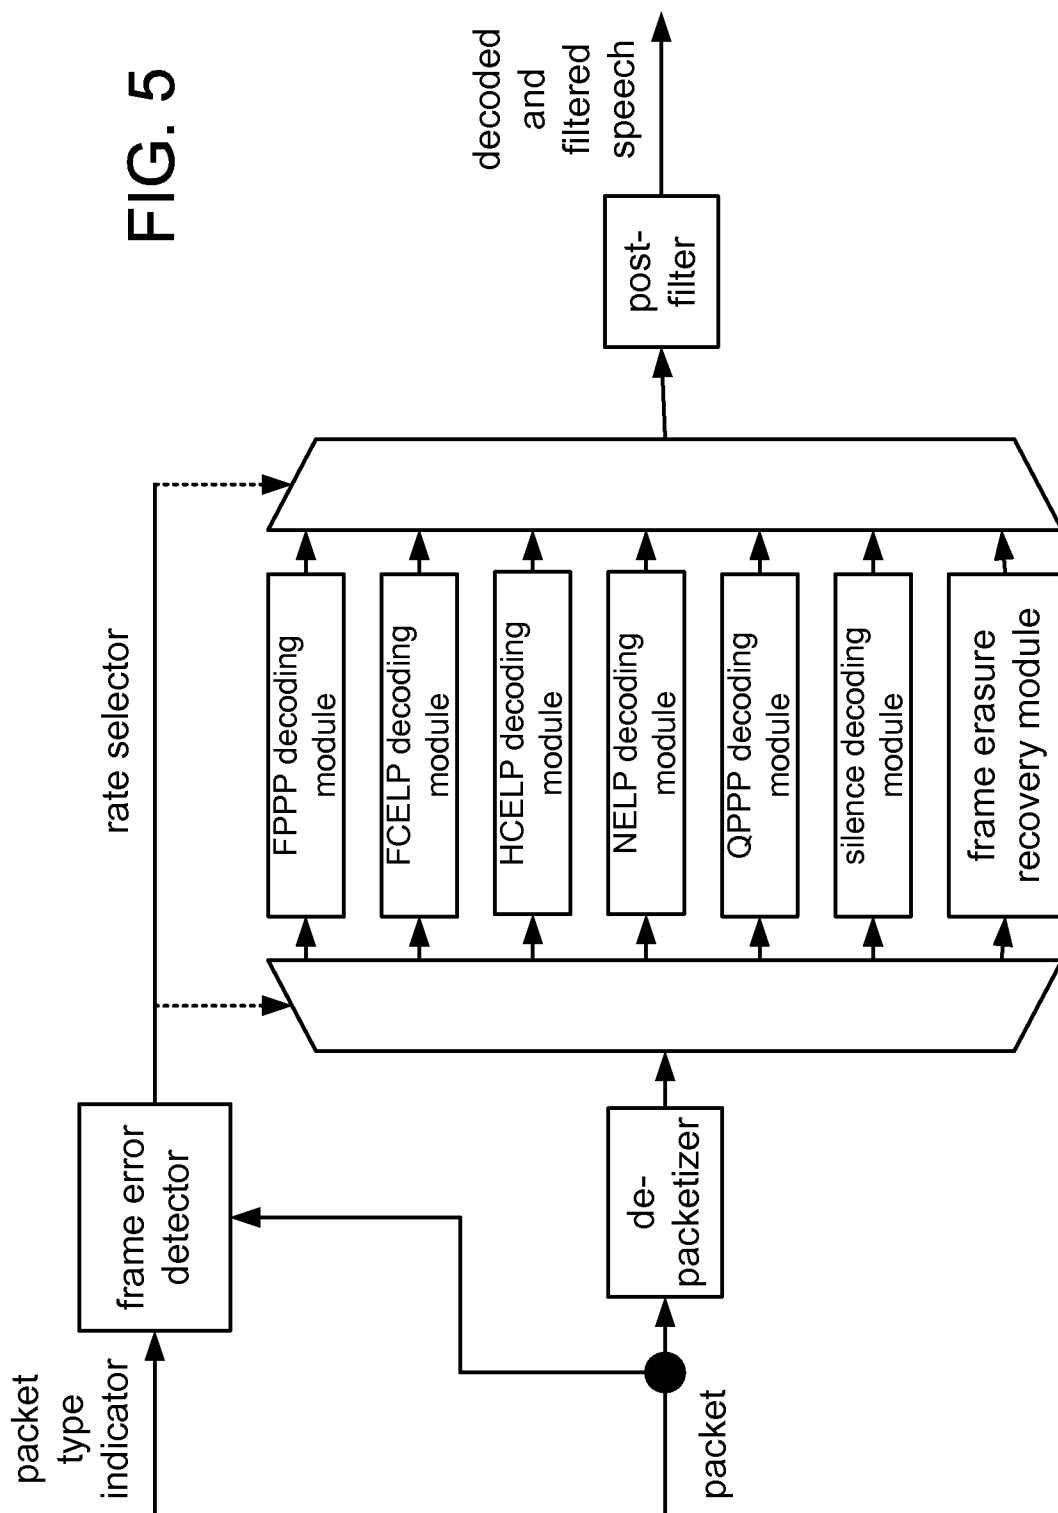 FIG. 5
packet
type
indicator
frame error
detector
rate selector
packet
de-
packetizer
FPPP decoding
module
FCELP decoding
module
HCELP decoding
module
NELP decoding
module
QPPP decoding
module
silence decoding
module
frame erasure
recovery module
post-
filter
decoded
and
filtered
speech